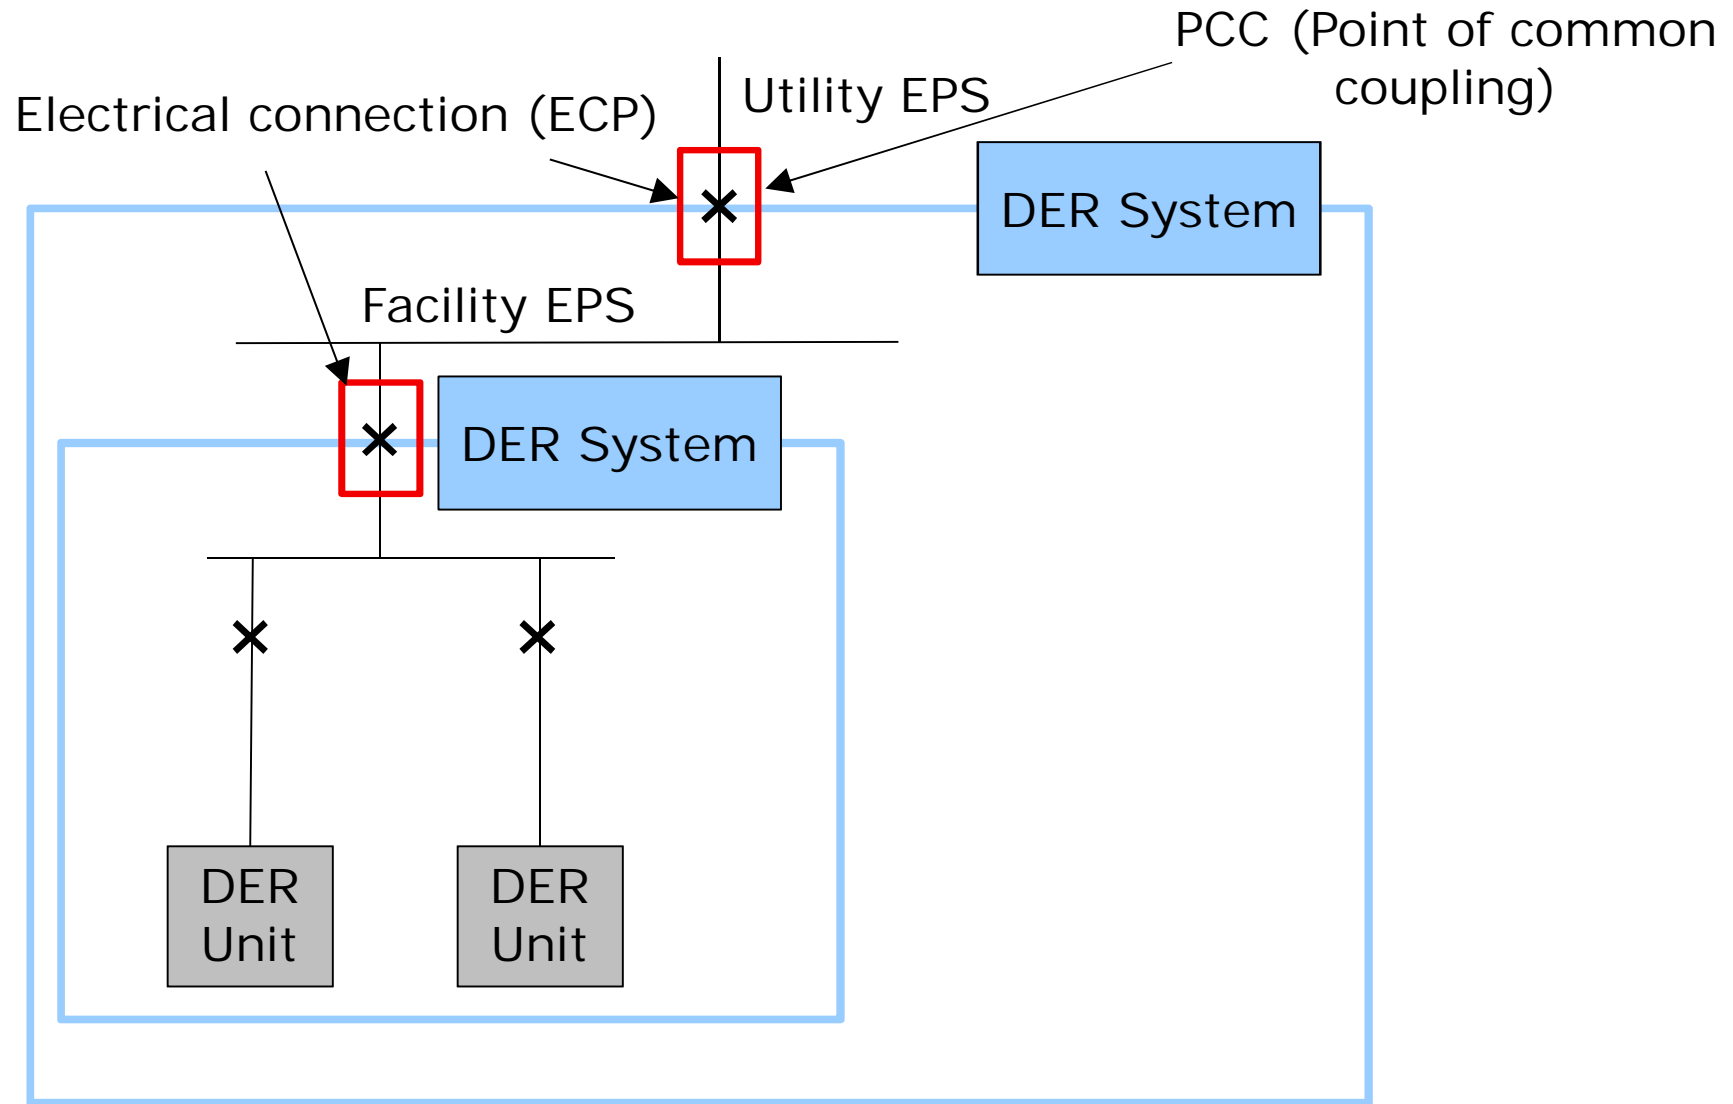 PCC (Point of common
coupling)
Utility EPS
Electrical connection (ECP)
DER System
Facility EPS
DER System
DER
Unit
DER
Unit